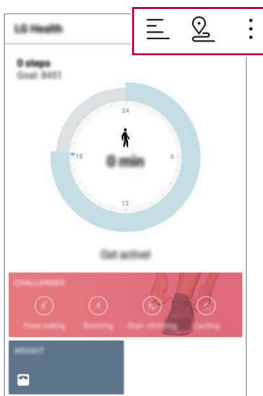 LG Health
0 steps
Goal: 8451
24
18
6
0 min
12
Get active!
CHALLENGES
Power walking Running Stair climbing Cycling
WEIGHT